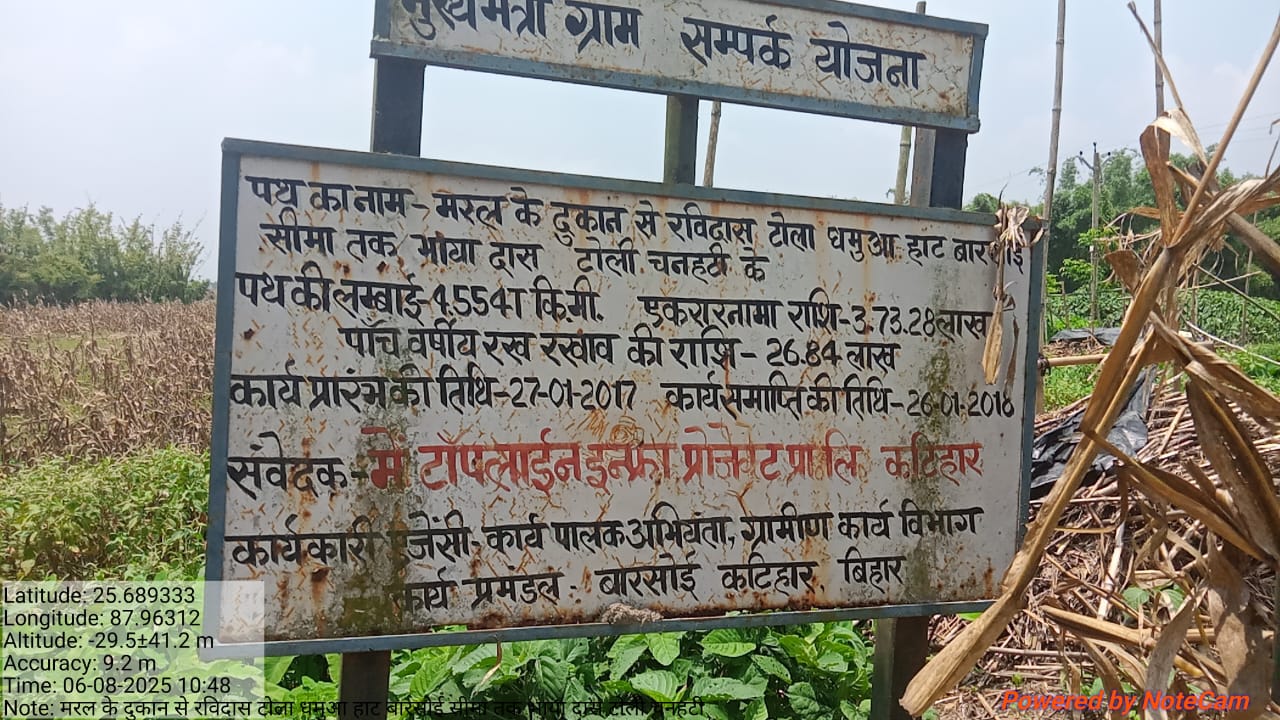 मुख्यमंत्री ग्राम सम्पर्क योजना
पथ का नाम- मरल के दुकान से रविदास टोला धमुआ हाट बारसोई
सीमा तक भाया दास टोली चनहटी के
पथ की लम्बाई-4.5541 कि.मी. एकरारनामा राशि-3.73.28 लाख
पाँच वर्षीय रख रखाव की राशि- 26.84 लाख
कार्य प्रारंभ की तिथि-27-01-2017 कार्य समाप्ति की तिथि-26-01-2018
संवेदक-मे टॉपलाईन इन्फ्रा प्रोजेक्ट प्रा लि कटिहार
कार्यकारी एजेंसी-कार्य पालक अभियंता, ग्रामीण कार्य विभाग
कार्य प्रमंडल - बारसोई कटिहार बिहार
Latitude: 25.689333
Longitude: 87.96312
Altitude: -29.5±41.2 m
Accuracy: 9.2 m
Time: 06-08-2025 10:48
Note: मरल के दुकान से रविदास टोला धमुआ हाट बारसोई सीमा तक भाया दास टोली चनहटी
Powered by NoteCam